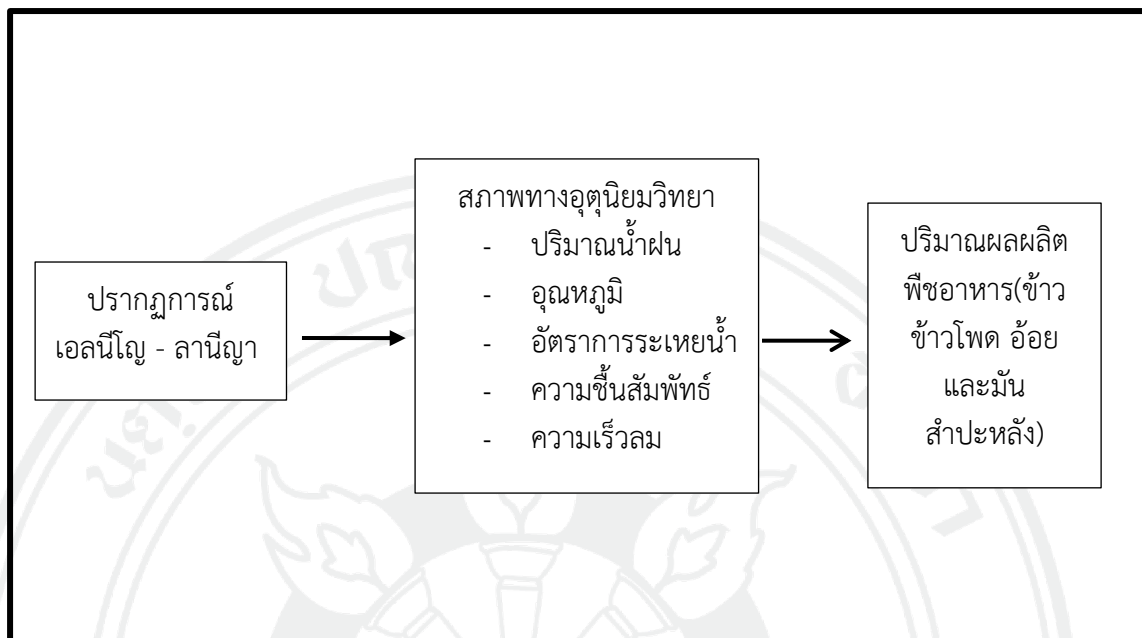 ปรากฏการณ์
เอลนีโญ - ลานีญา
สภาพทางอุตุนิยมวิทยา
- ปริมาณน้ำฝน
- อุณหภูมิ
- อัตราการระเหยน้ำ
- ความชื้นสัมพัทธ์
- ความเร็วลม
ปริมาณผลผลิต
พืชอาหาร(ข้าว
ข้าวโพด อ้อย
และมัน
สำปะหลัง)